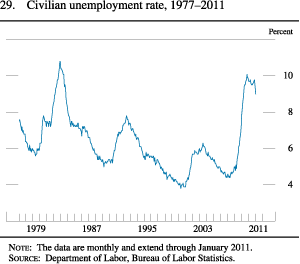 29. Civilian unemployment rate, 1977–2011
Percent
10
8
6
4
1979 1987 1995 2003 2011
NOTE: The data are monthly and extend through January 2011.
SOURCE: Department of Labor, Bureau of Labor Statistics.